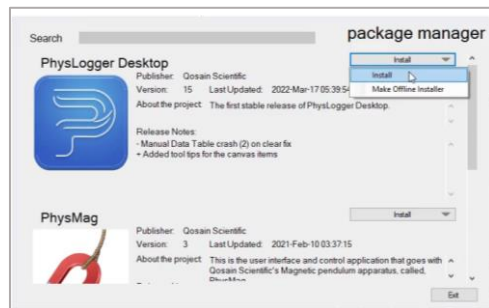 package manager
Search
PhysLogger Desktop
Install
Install
Make Offline Installer
Publisher: Qosain Scientific
Version: 15 Last Updated: 2022-Mar-17 05:39:54
About the project The first stable release of PhysLogger Desktop.
Release Notes:
- Manual Data Table crash (2) on clear fix
+ Added tool tips for the canvas items
PhysMag
Install
Publisher: Qosain Scientific
Version: 3 Last Updated: 2021-Feb-10 03:37:15
About the project This is the user interface and control application that goes with
Qosain Scientific's Magnetic pendulum apparatus, called,
PhysMag
Exit